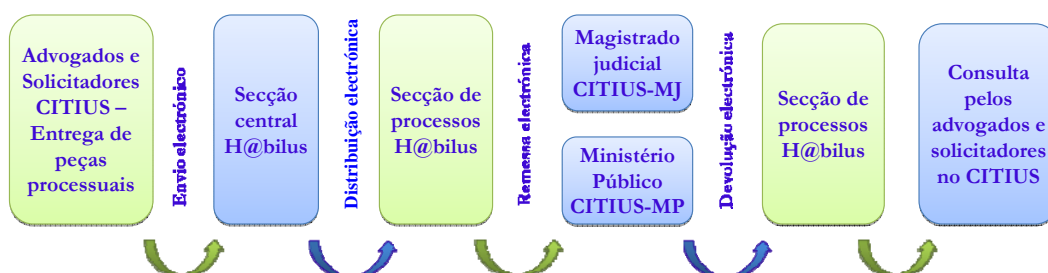 Advogados e
Solicitadores
CITIUS –
Entrega de
peças
processuais
Envio electrónico
Secção
central
H@bilus
Distribuição electrónica
Secção de
processos
H@bilus
Remessa electrónica
Magistrado
judicial
CITIUS-MJ
Ministério
Público
CITIUS-MP
Devolução electrónica
Secção de
processos
H@bilus
Consulta
pelos
advogados e
solicitadores
no CITIUS